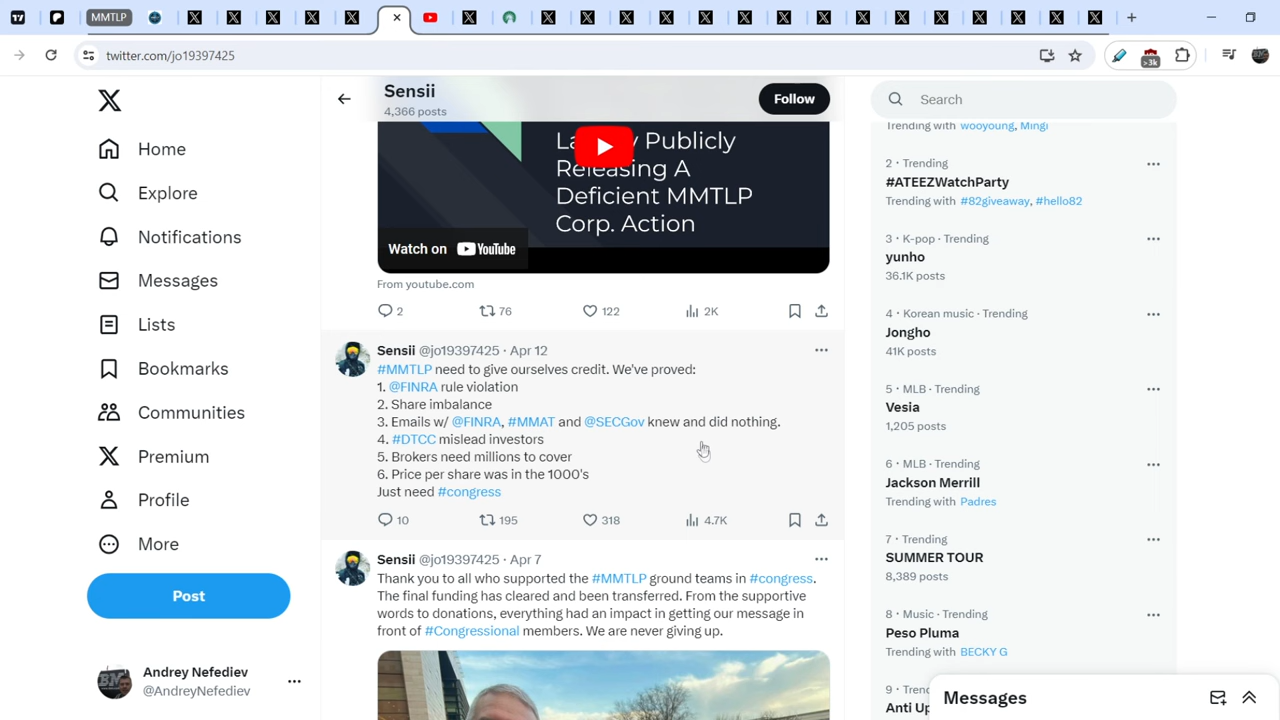 MMTLP
twitter.com/jo19397425
>3k
Home
Explore
Notifications
Messages
Lists
Bookmarks
Communities
Premium
Profile
More
Post
Andrey Nefediev
@AndreyNefediev
Sensii
4,366 posts
Follow
Publicly
Releasing A
Deficient MMTLP
Corp. Action
Watch on YouTube
From youtube.com
2 76 122 2K
Sensii @jo19397425 · Apr 12
#MMTLP need to give ourselves credit. We've proved:
1. @FINRA rule violation
2. Share imbalance
3. Emails w/ @FINRA, #MMAT and @SECGov knew and did nothing.
4. #DTCC mislead investors
5. Brokers need millions to cover
6. Price per share was in the 1000's
Just need #congress
10 195 318 4.7K
Sensii @jo19397425 · Apr 7
Thank you to all who supported the #MMTLP ground teams in #congress.
The final funding has cleared and been transferred. From the supportive
words to donations, everything had an impact in getting our message in
front of #Congressional members. We are never giving up.
Search
Trending with wooyoung, Mingi
2 · Trending
#ATEEZWatchParty
Trending with #82giveaway, #hello82
3 · K-pop · Trending
yunho
36.1K posts
4 · Korean music · Trending
Jongho
41K posts
5 · MLB · Trending
Vesia
1,205 posts
6 · MLB · Trending
Jackson Merrill
Trending with Padres
7 · Trending
SUMMER TOUR
8,389 posts
8 · Music · Trending
Peso Pluma
Trending with BECKY G
Messages